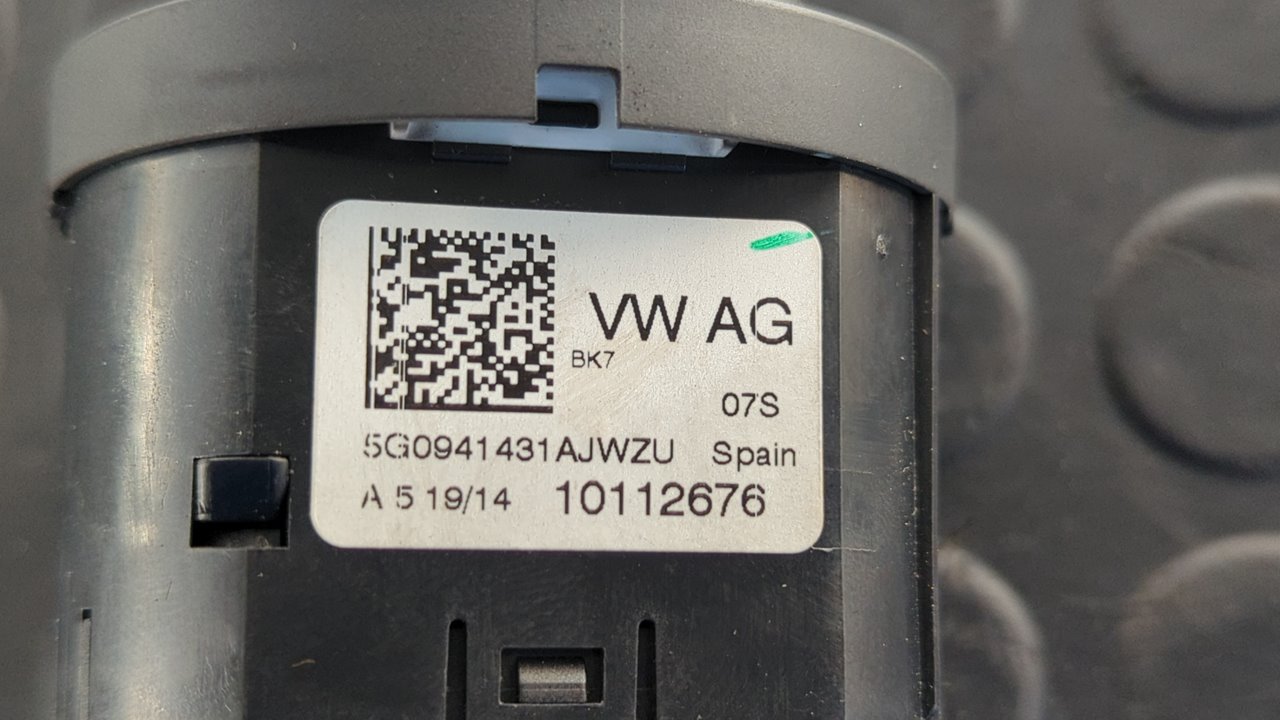 VW AG
BK7
07S
5G0941431AJWZU Spain
A 5 19/14 10112676